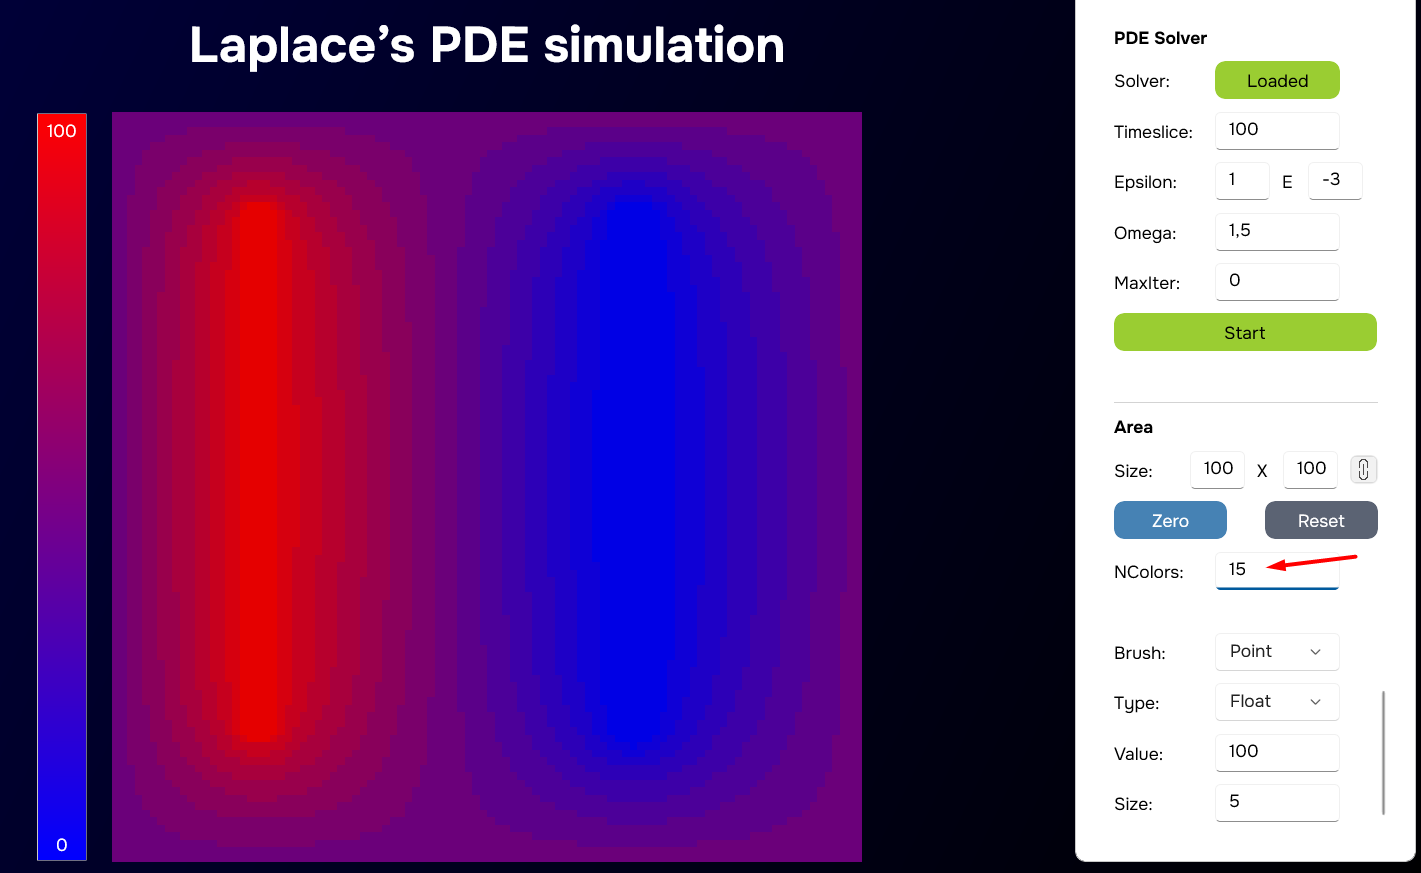 Laplace’s PDE simulation
100
0
PDE Solver
Solver: Loaded
Timeslice: 100
Epsilon: 1 E -3
Omega: 1,5
MaxIter: 0
Start
Area
Size: 100 X 100
Zero Reset
NColors: 15
Brush: Point
Type: Float
Value: 100
Size: 5